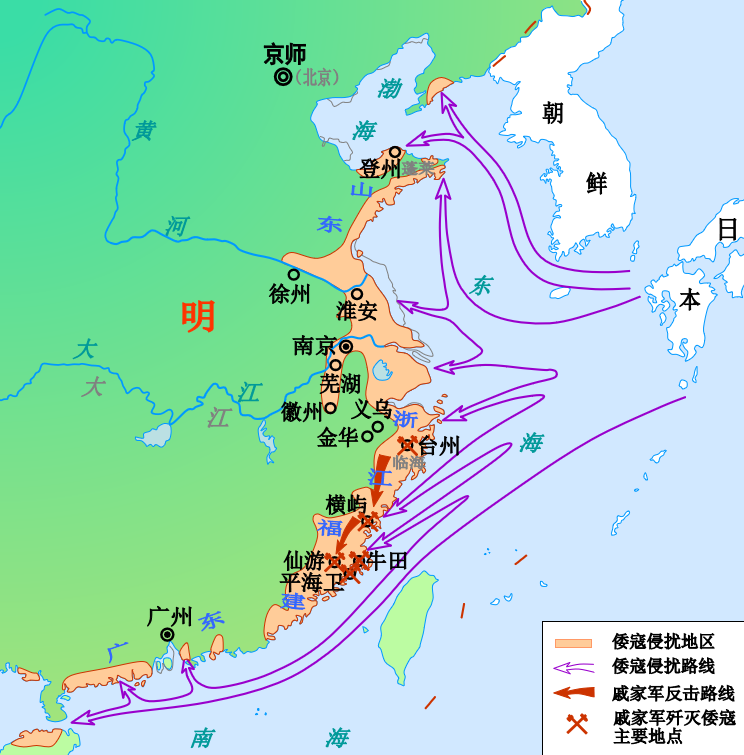 京师
(北京)
渤
海
朝
鲜
黄
河
登州
蓬莱
山
东
日
本
东
海
徐州
淮安
明
南京
大
江
大
江
芜湖
徽州
义乌
金华
浙
江
台州
临海
横屿
福
建
仙游
牛田
平海卫
广州
广
东
南
海
倭寇侵扰地区
倭寇侵扰路线
戚家军反击路线
戚家军歼灭倭寇
主要地点